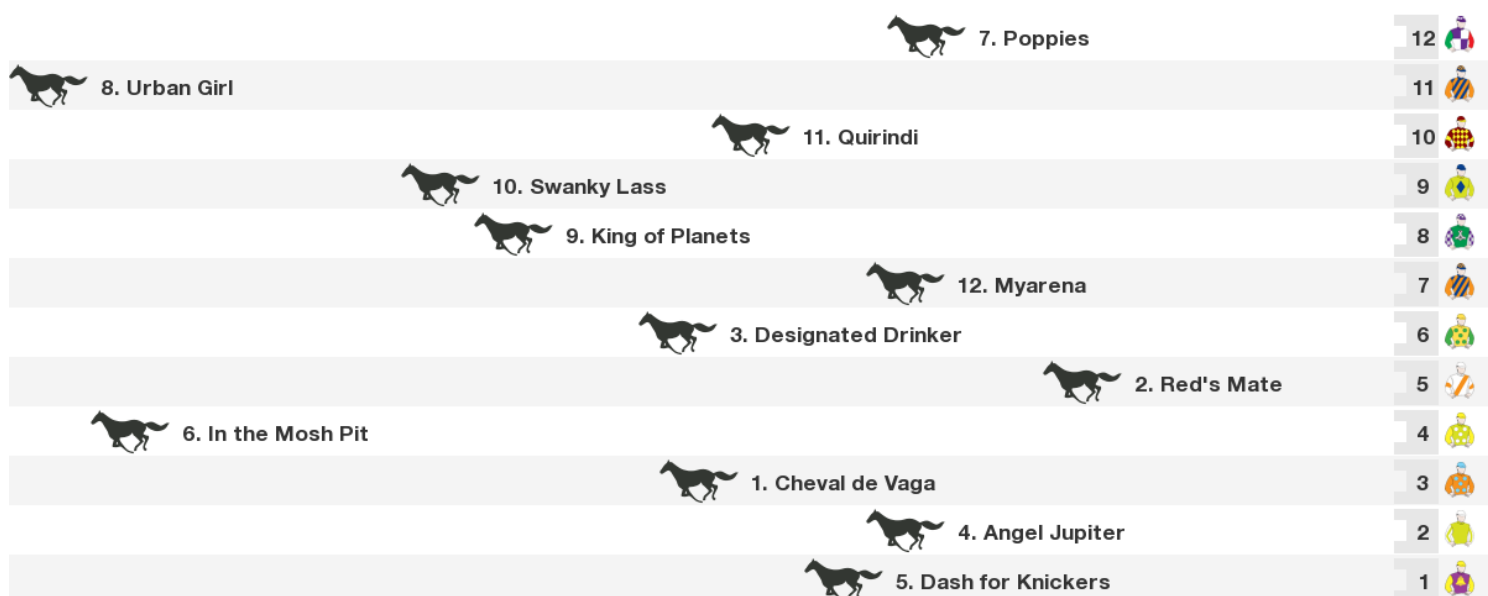 7. Poppies 12
8. Urban Girl 11
11. Quirindi 10
10. Swanky Lass 9
9. King of Planets 8
12. Myarena 7
3. Designated Drinker 6
2. Red's Mate 5
6. In the Mosh Pit 4
1. Cheval de Vaga 3
4. Angel Jupiter 2
5. Dash for Knickers 1